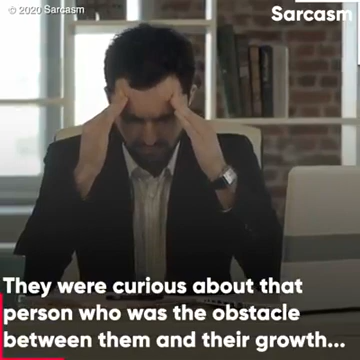 © 2020 Sarcasm
Sarcasm
They were curious about that
person who was the obstacle
between them and their growth...